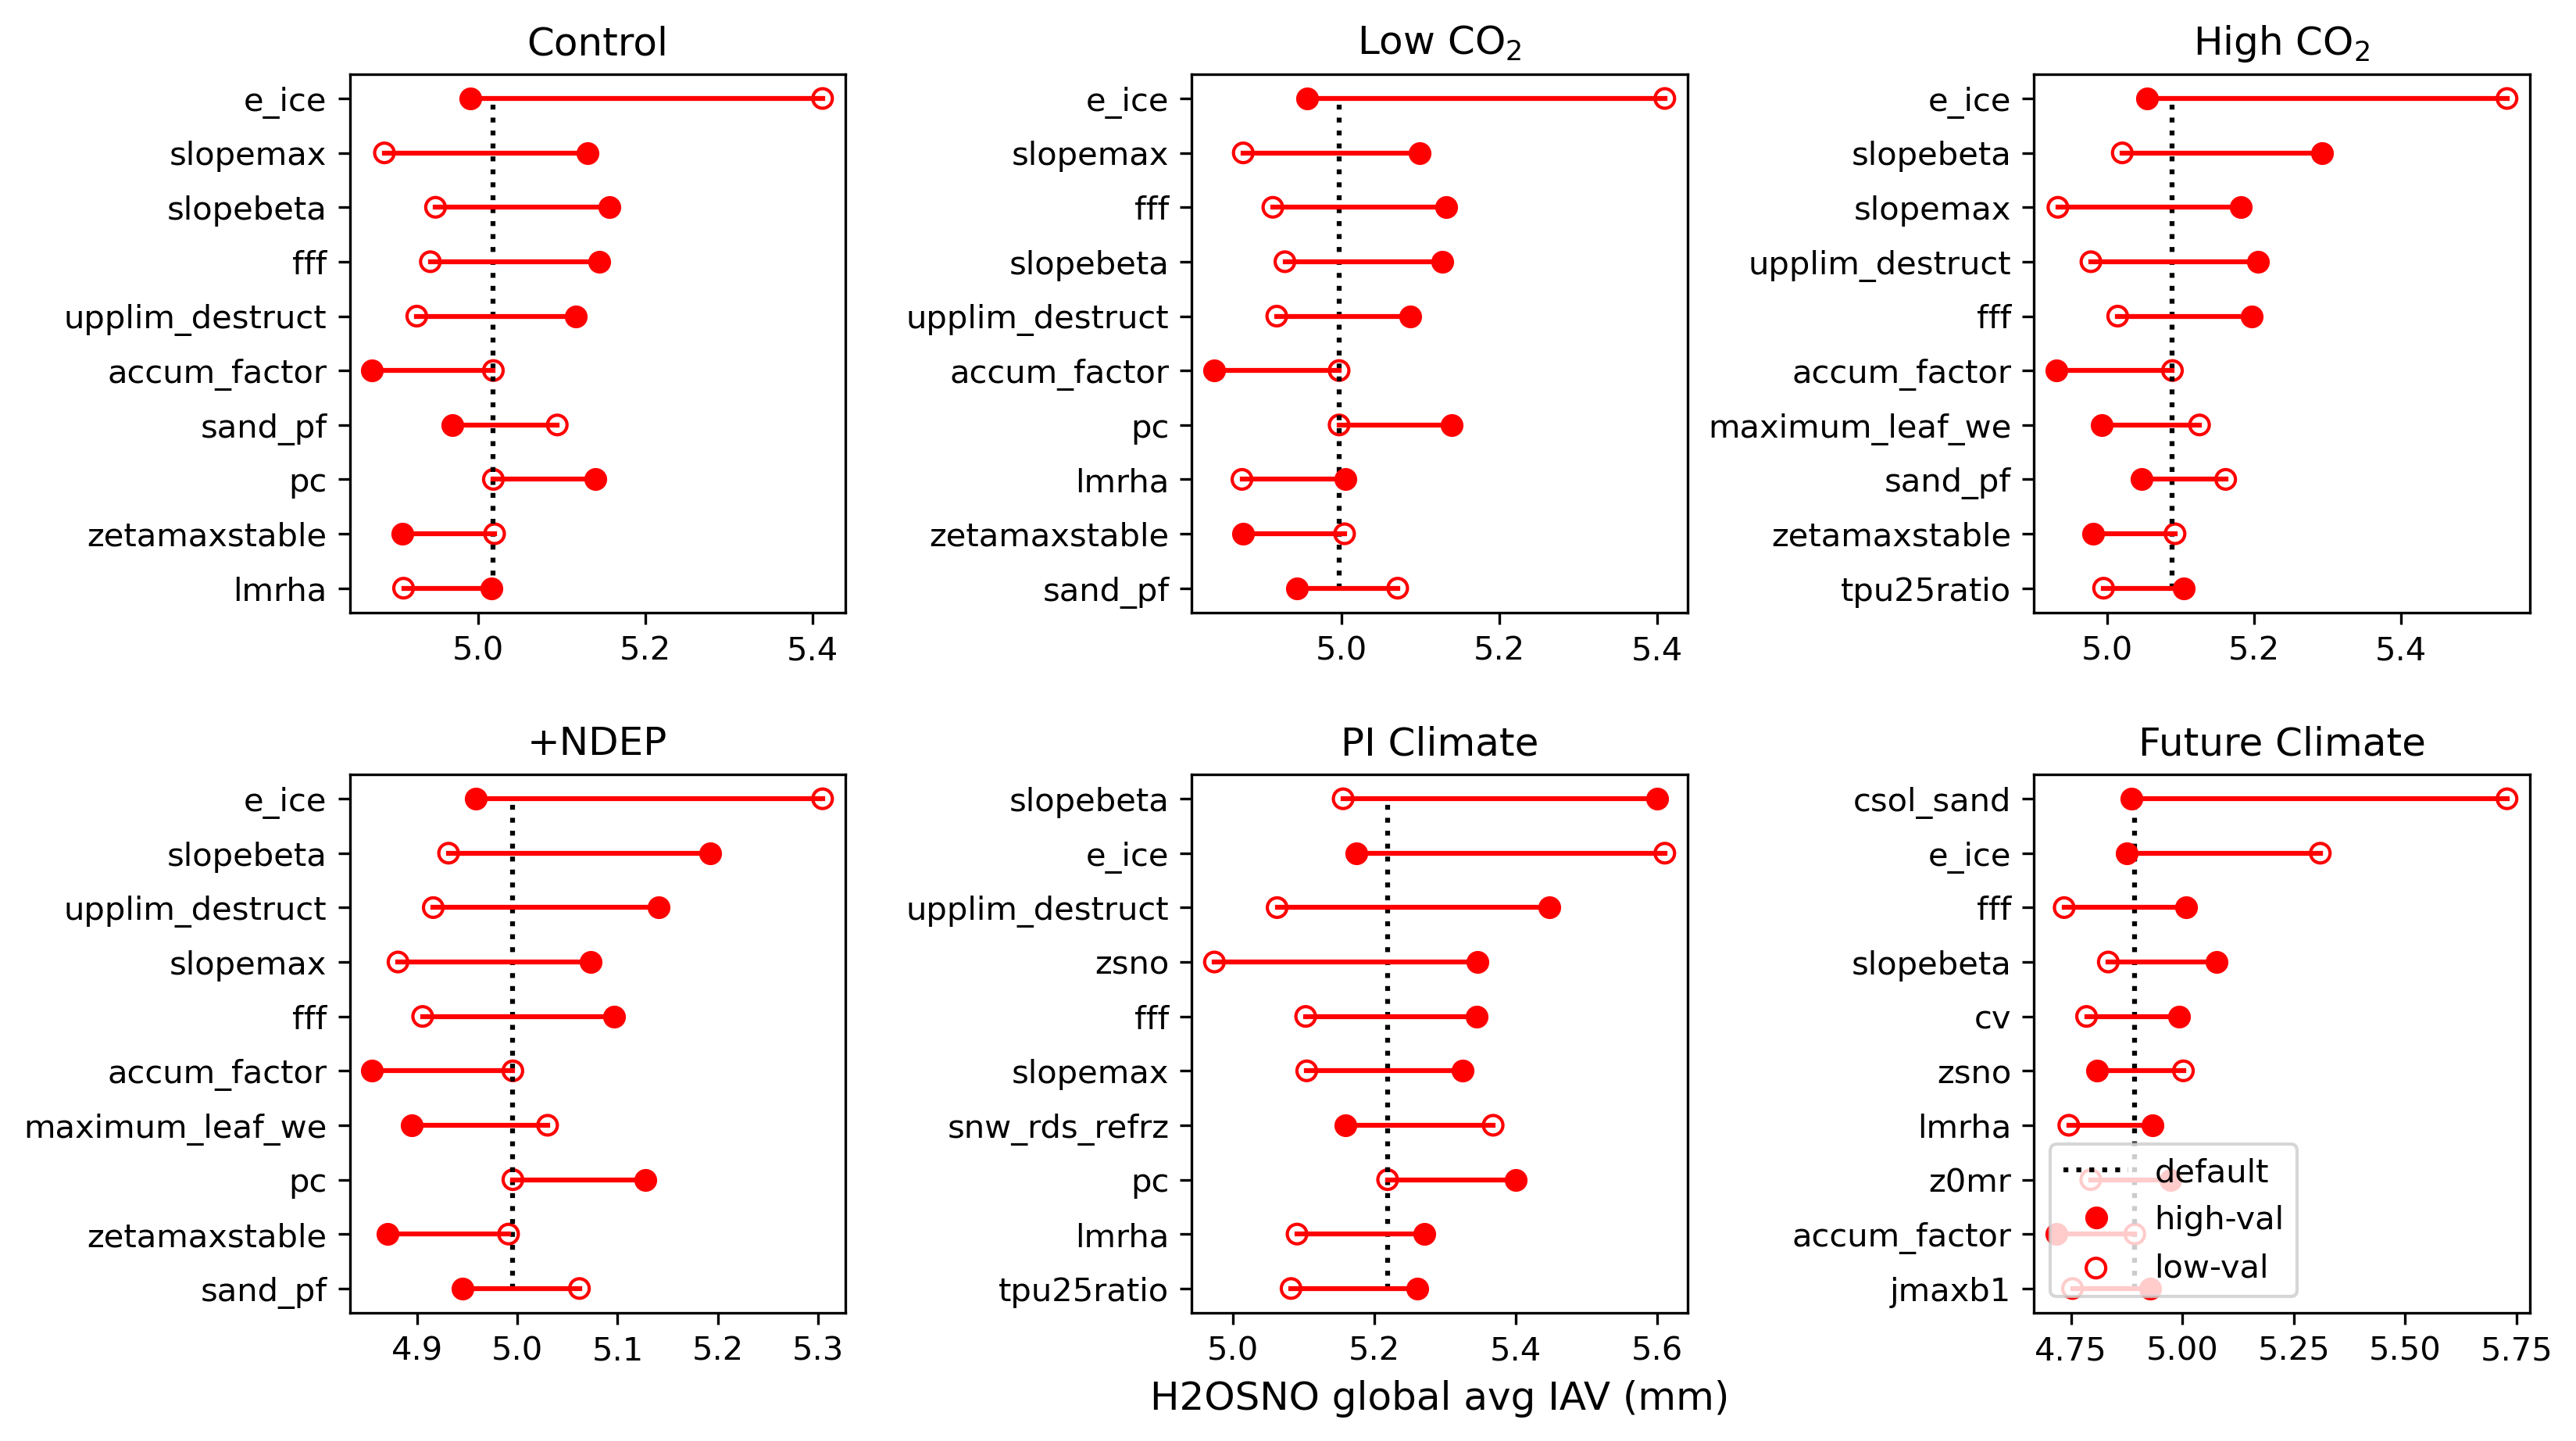 Control
e_ice
slopemax
slopebeta
fff
upplim_destruct
accum_factor
sand_pf
pc
zetamaxstable
lmrha
5.0 5.2 5.4
Low CO₂
e_ice
slopemax
fff
slopebeta
upplim_destruct
accum_factor
pc
lmrha
zetamaxstable
sand_pf
5.0 5.2 5.4
High CO₂
e_ice
slopebeta
slopemax
upplim_destruct
fff
accum_factor
maximum_leaf_we
sand_pf
zetamaxstable
tpu25ratio
5.0 5.2 5.4
+NDEP
e_ice
slopebeta
upplim_destruct
slopemax
fff
accum_factor
maximum_leaf_we
pc
zetamaxstable
sand_pf
4.9 5.0 5.1 5.2 5.3
PI Climate
slopebeta
e_ice
upplim_destruct
zsno
fff
slopemax
snw_rds_refrz
pc
lmrha
tpu25ratio
5.0 5.2 5.4 5.6
Future Climate
csol_sand
e_ice
fff
slopebeta
cv
zsno
lmrha
z0mr
accum_factor
jmaxb1
default
high-val
low-val
4.75 5.00 5.25 5.50 5.75
H2OSNO global avg IAV (mm)